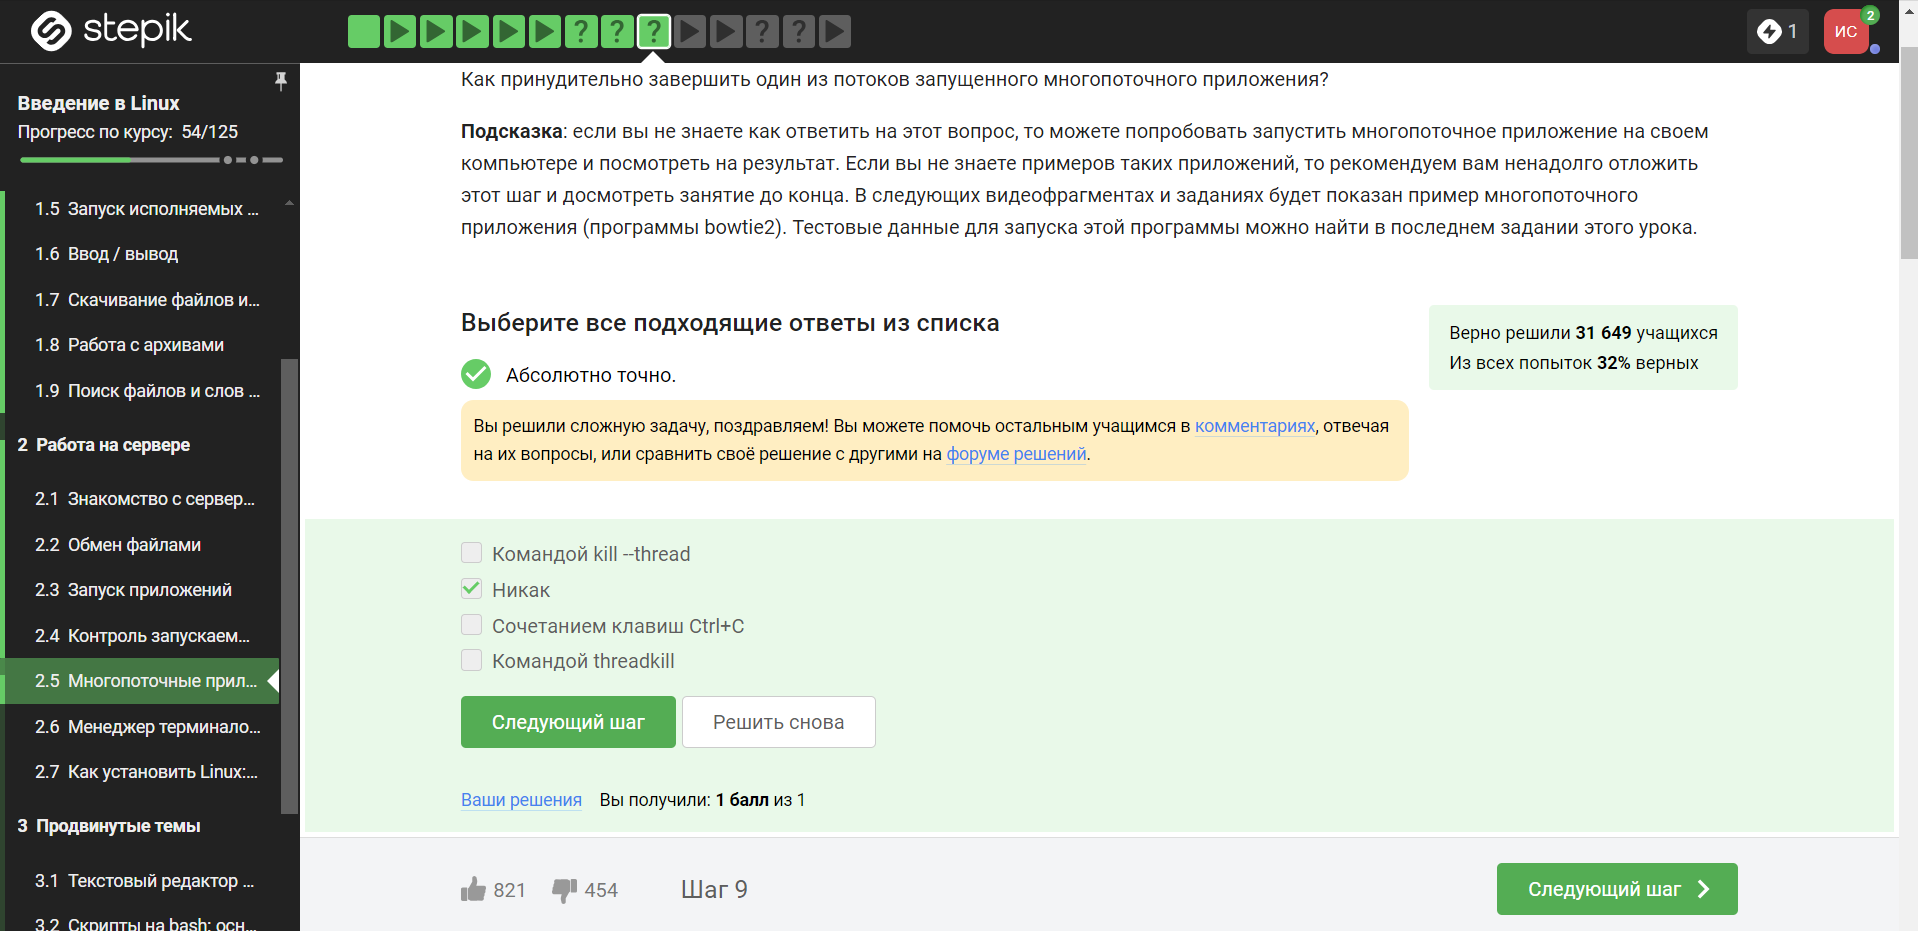 stepik
? ? ? ? ?
1
ИС
2
Введение в Linux
Прогресс по курсу: 54/125
1.5 Запуск исполняемых ...
1.6 Ввод / вывод
1.7 Скачивание файлов и...
1.8 Работа с архивами
1.9 Поиск файлов и слов ...
2 Работа на сервере
2.1 Знакомство с сервер...
2.2 Обмен файлами
2.3 Запуск приложений
2.4 Контроль запускаем...
2.5 Многопоточные прил...
2.6 Менеджер терминало...
2.7 Как установить Linux:...
3 Продвинутые темы
3.1 Текстовый редактор ...
3.2 Скрипты на bash: осн...
Как принудительно завершить один из потоков запущенного многопоточного приложения?
Подсказка: если вы не знаете как ответить на этот вопрос, то можете попробовать запустить многопоточное приложение на своем
компьютере и посмотреть на результат. Если вы не знаете примеров таких приложений, то рекомендуем вам ненадолго отложить
этот шаг и досмотреть занятие до конца. В следующих видеофрагментах и заданиях будет показан пример многопоточного
приложения (программы bowtie2). Тестовые данные для запуска этой программы можно найти в последнем задании этого урока.
Выберите все подходящие ответы из списка
Верно решили 31 649 учащихся
Из всех попыток 32% верных
Абсолютно точно.
Вы решили сложную задачу, поздравляем! Вы можете помочь остальным учащимся в комментариях, отвечая
на их вопросы, или сравнить своё решение с другими на форуме решений.
Командой kill --thread
Никак
Сочетанием клавиш Ctrl+C
Командой threadkill
Следующий шаг
Решить снова
Ваши решения Вы получили: 1 балл из 1
821 454 Шаг 9
Следующий шаг